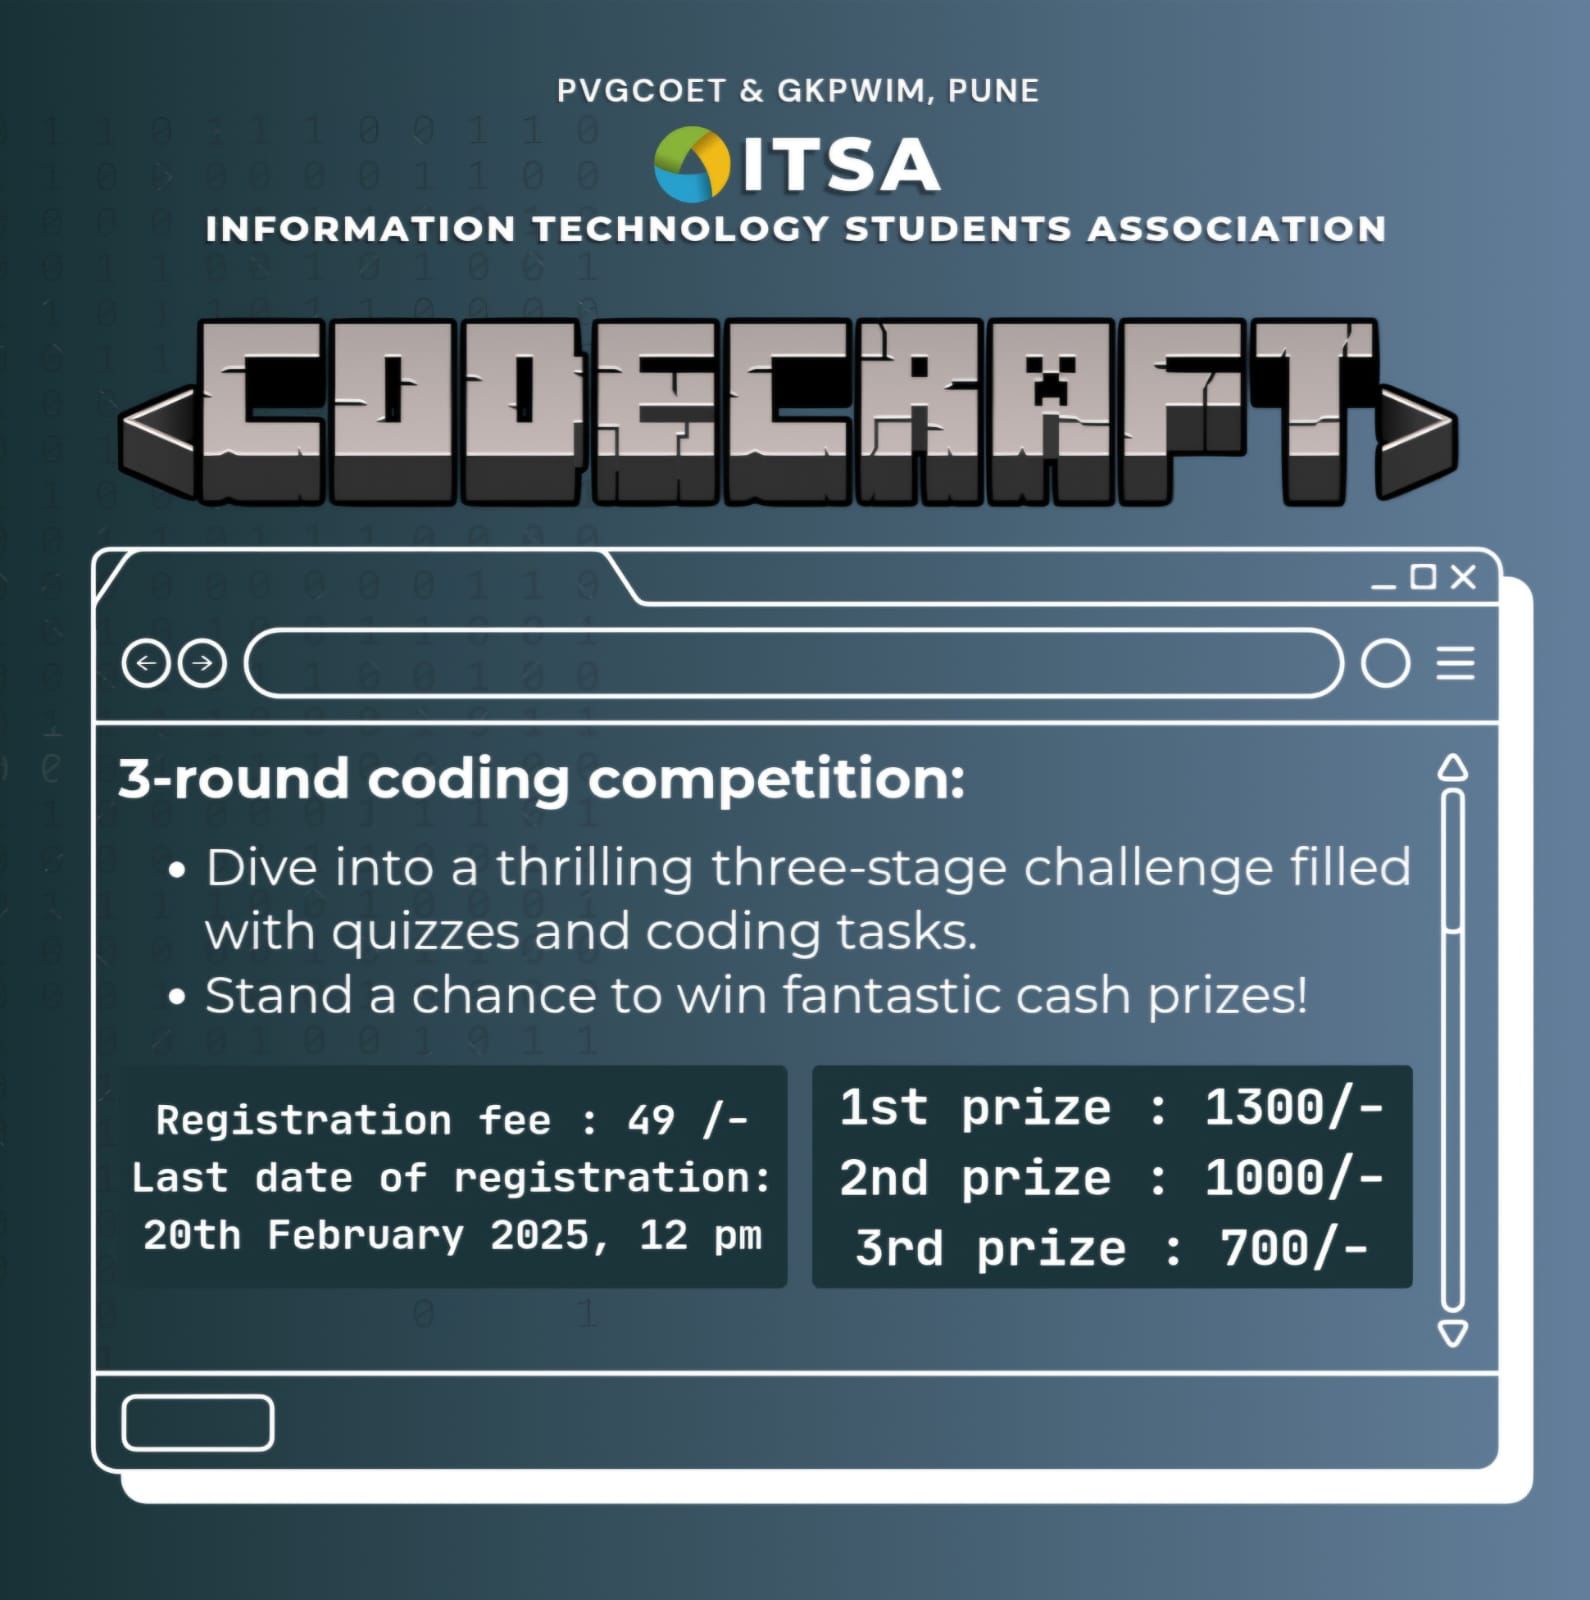 PVGCOET & GKPWIM, PUNE
ITSA
INFORMATION TECHNOLOGY STUDENTS ASSOCIATION
<CODECRAFT>
3-round coding competition:
• Dive into a thrilling three-stage challenge filled
with quizzes and coding tasks.
• Stand a chance to win fantastic cash prizes!
Registration fee : 49 /-
Last date of registration:
20th February 2025, 12 pm
1st prize : 1300/-
2nd prize : 1000/-
3rd prize : 700/-